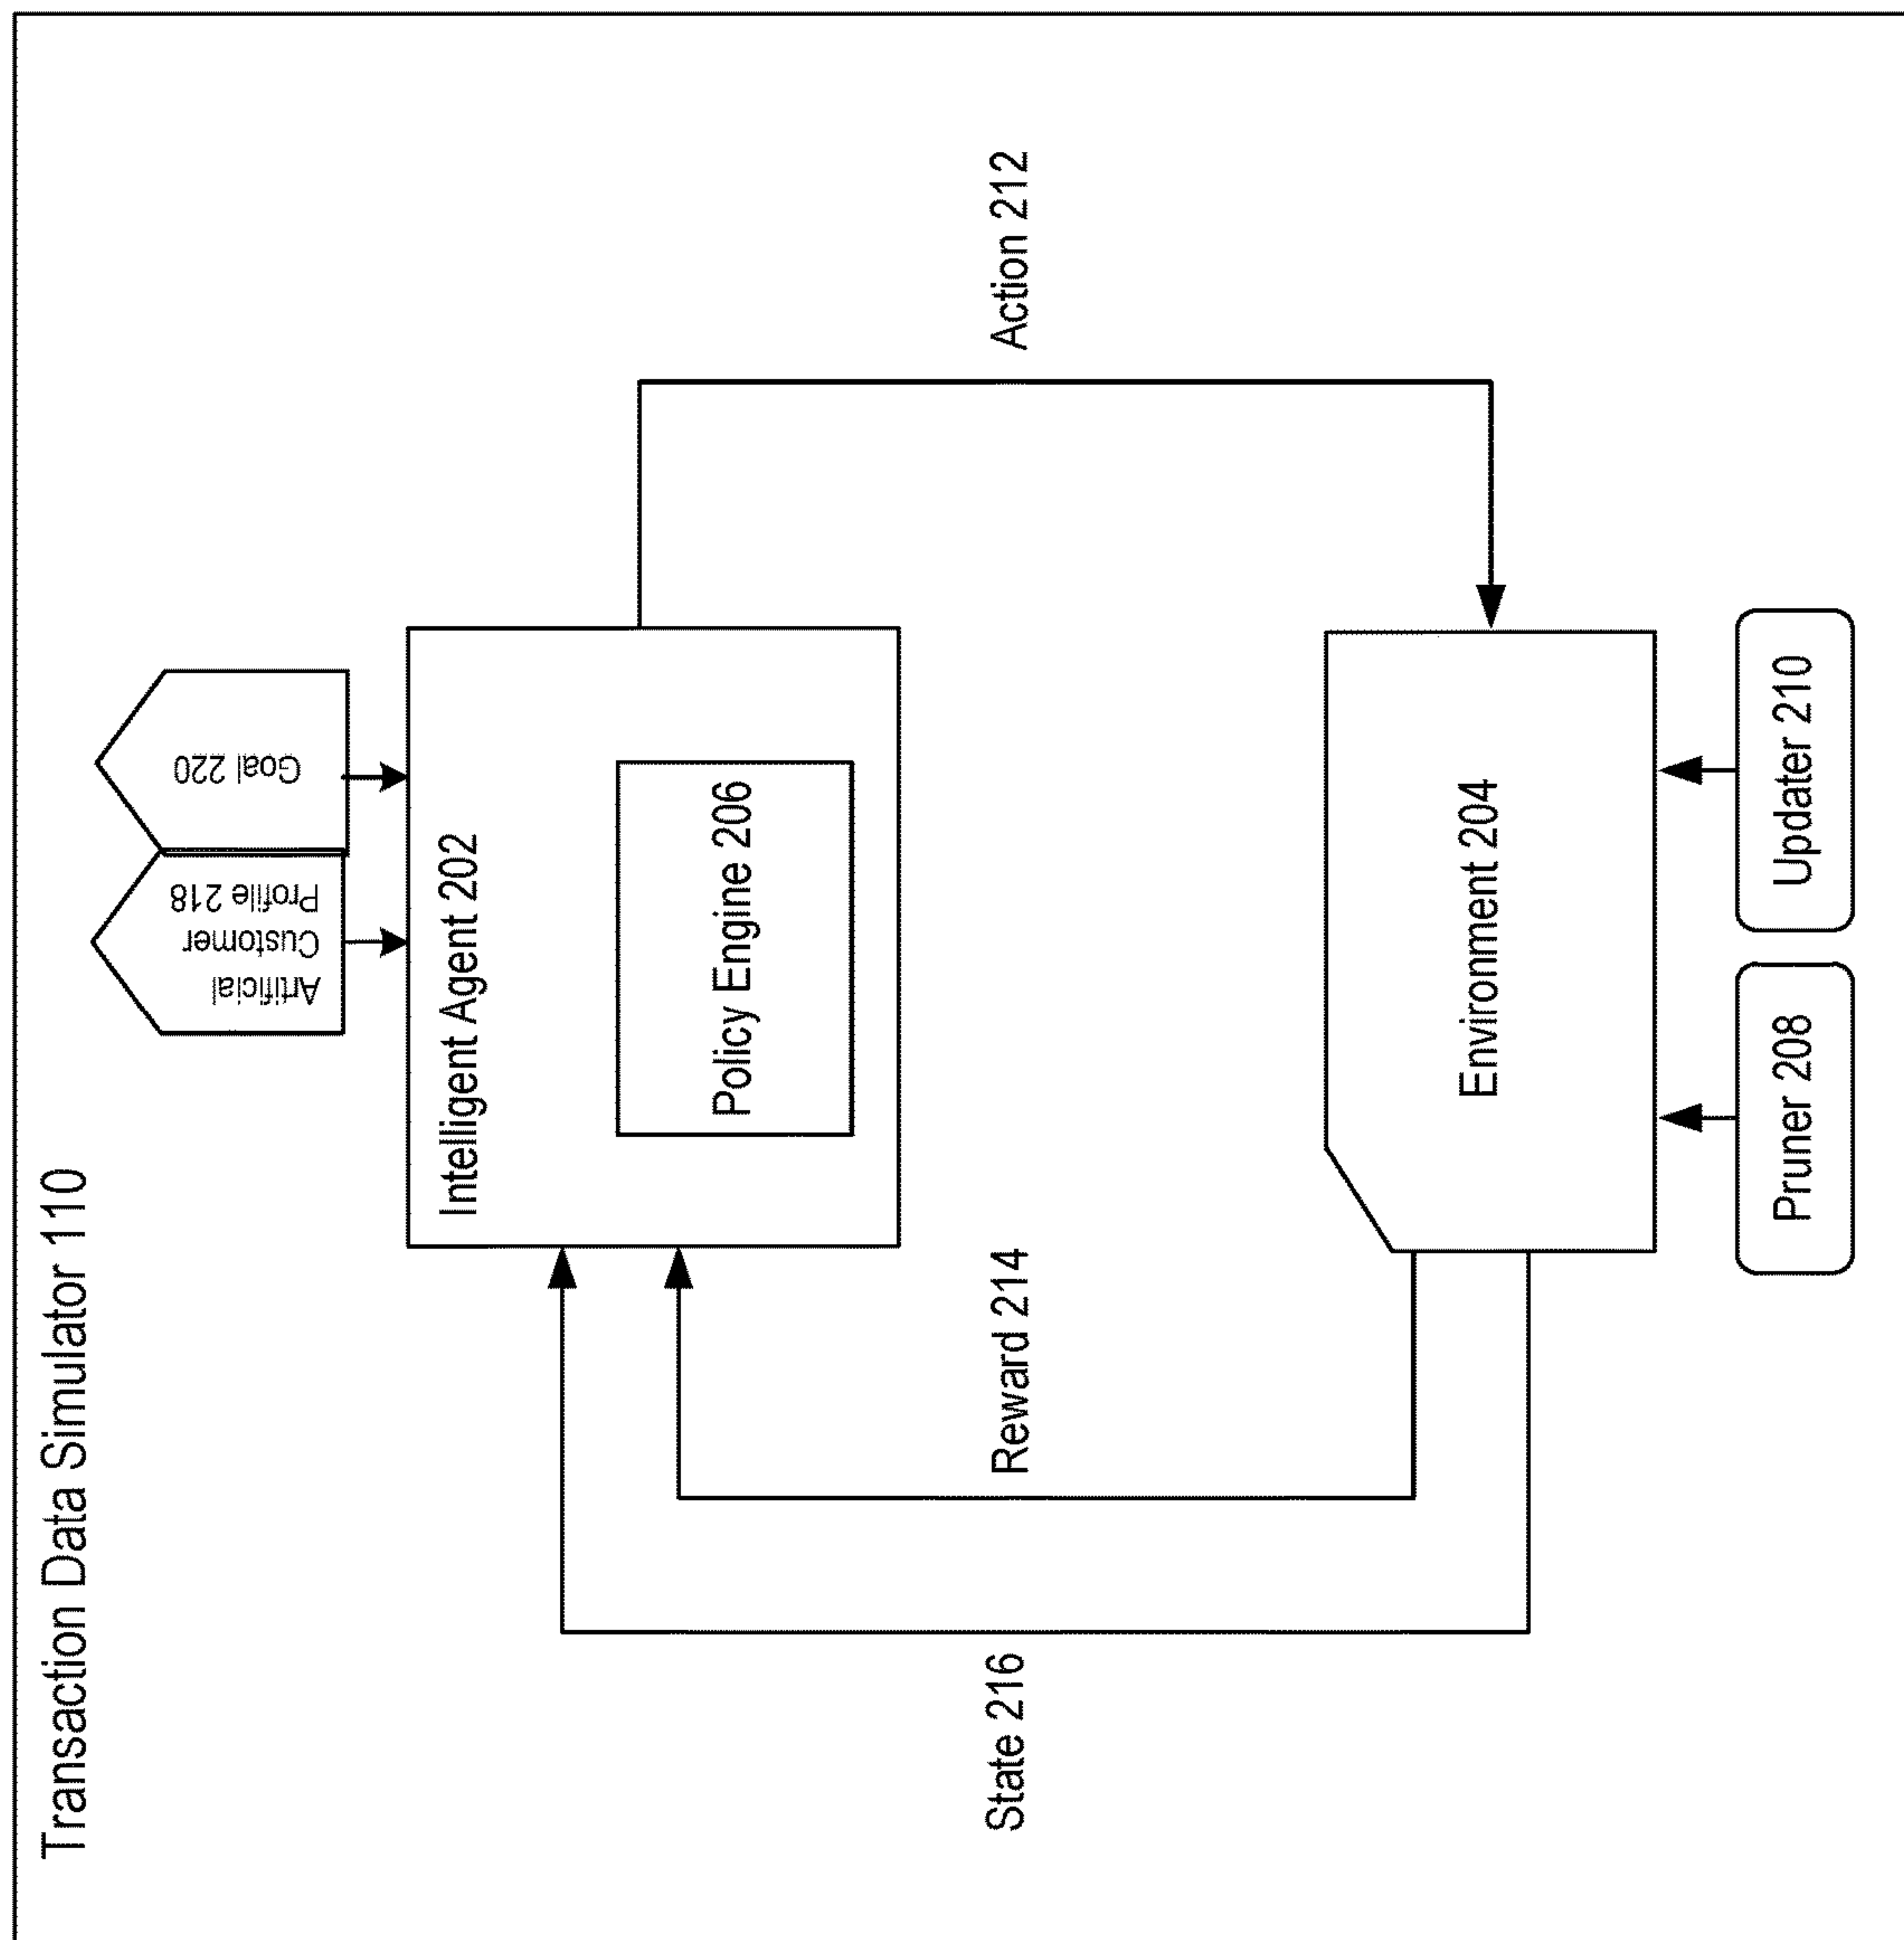 Transaction Data Simulator 110
Artificial
Customer
Profile 218
Goal 220
Intelligent Agent 202
Policy Engine 206
State 216
Reward 214
Action 212
Environment 204
Pruner 208
Updater 210